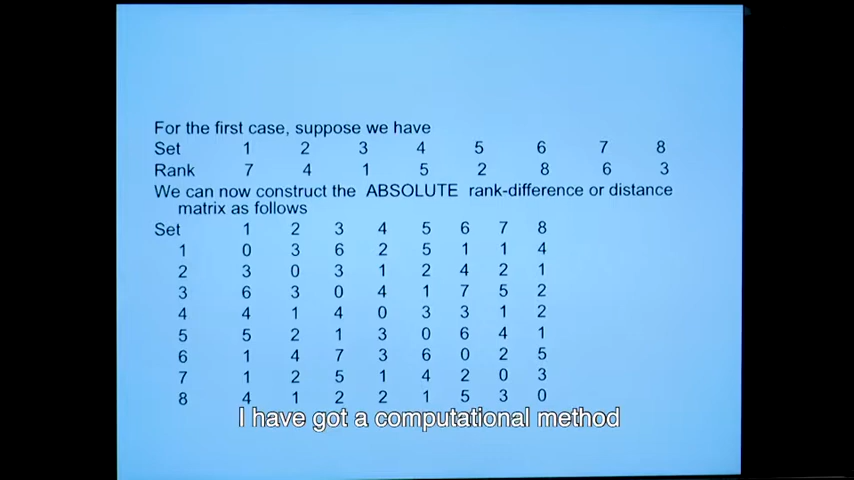 For the first case, suppose we have
Set 1 2 3 4 5 6 7 8
Rank 7 4 1 5 2 8 6 3
We can now construct the ABSOLUTE rank-difference or distance
matrix as follows
Set 1 2 3 4 5 6 7 8
1 0 3 6 2 5 1 1 4
2 3 0 3 1 2 4 2 1
3 6 3 0 4 1 7 5 2
4 4 1 4 0 3 3 1 2
5 5 2 1 3 0 6 4 1
6 1 4 7 3 6 0 2 5
7 1 2 5 1 4 2 0 3
8 4 1 2 2 1 5 3 0
I have got a computational method